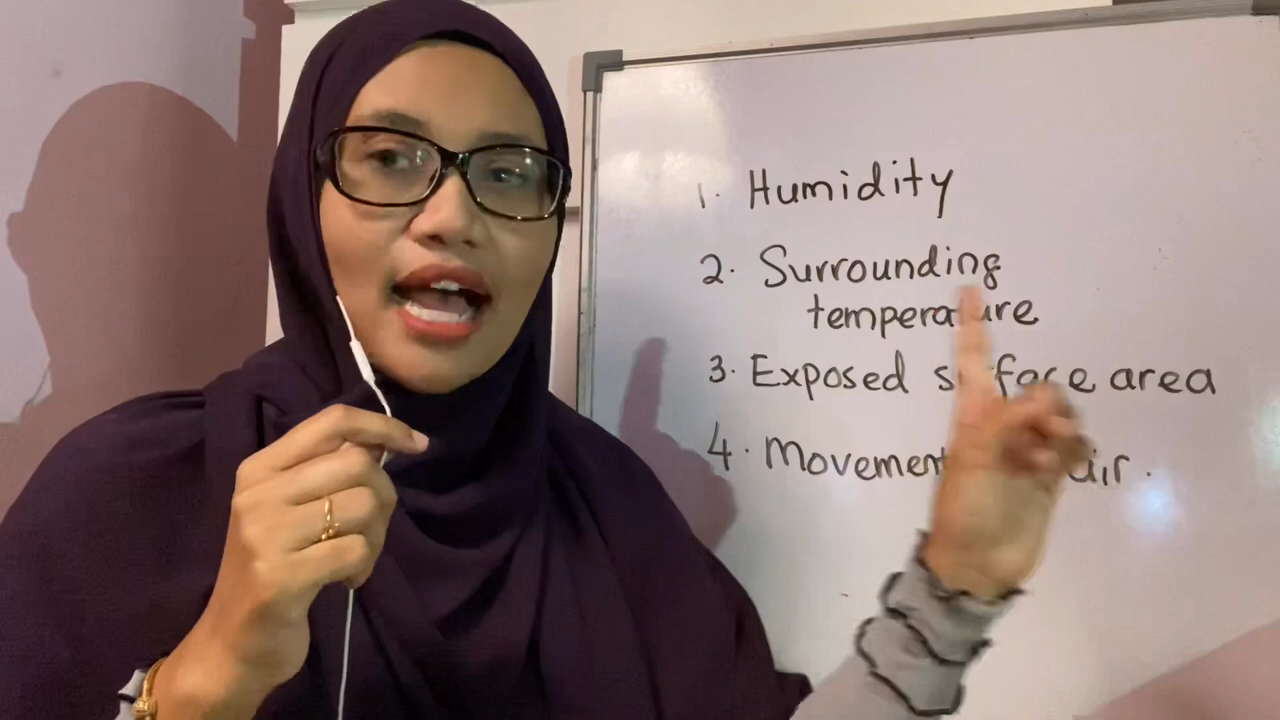 1. Humidity
2. Surrounding
temperature
3. Exposed surface area
4. Movement air.